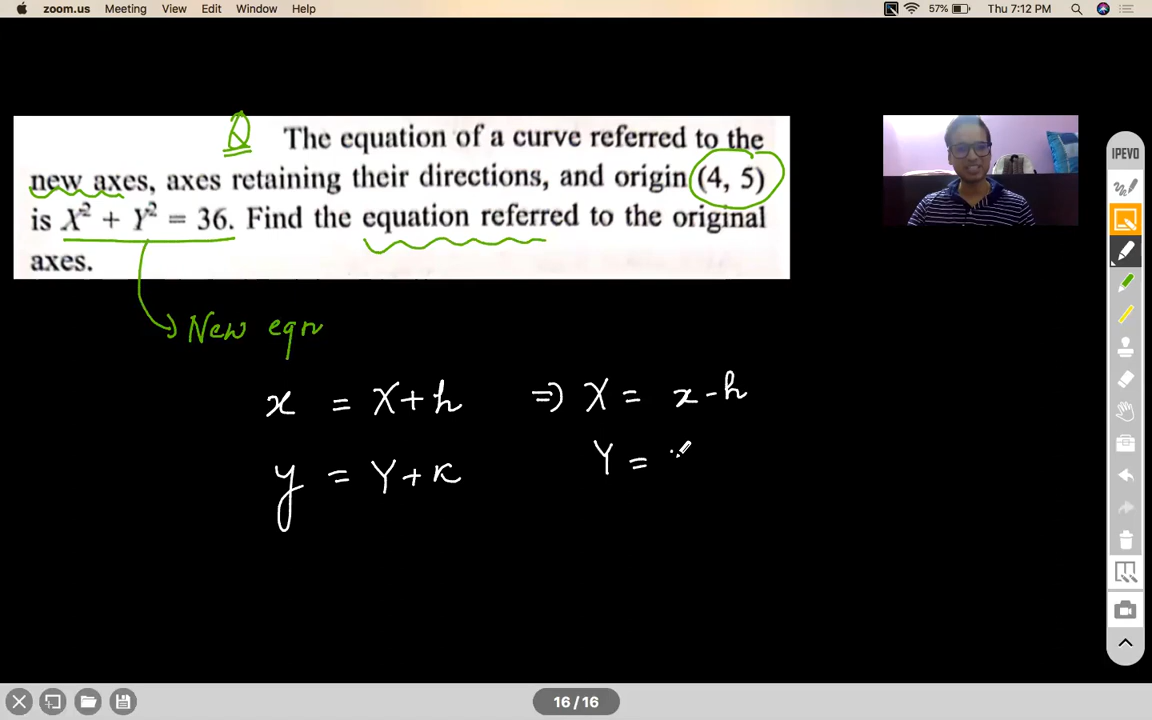 zoom.us Meeting View Edit Window Help 57% Thu 7:12 PM
Q The equation of a curve referred to the
new axes, axes retaining their directions, and origin (4, 5)
is X² + Y² = 36. Find the equation referred to the original
axes.
IPEVO
New eqn
x = X + h ⇒ X = x - h
y = Y + k Y =
16 / 16